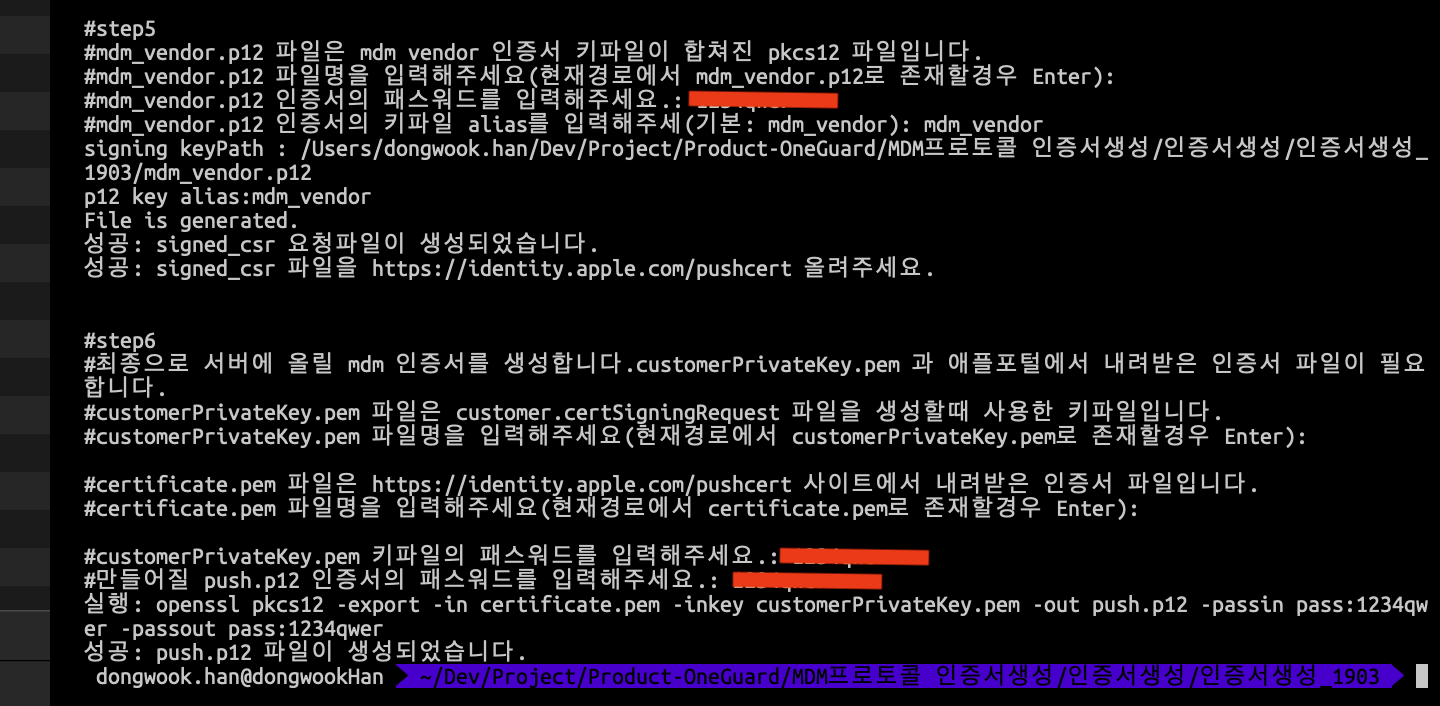 #step5
#mdm_vendor.p12 파일은 mdm vendor 인증서 키파일이 합쳐진 pkcs12 파일입니다.
#mdm_vendor.p12 파일명을 입력해주세요(현재경로에서 mdm_vendor.p12로 존재할경우 Enter):
#mdm_vendor.p12 인증서의 패스워드를 입력해주세요.:
#mdm_vendor.p12 인증서의 키파일 alias를 입력해주세(기본: mdm_vendor): mdm_vendor
signing keyPath : /Users/dongwook.han/Dev/Project/Product-OneGuard/MDM프로토콜 인증서생성/인증서생성/인증서생성_
1903/mdm_vendor.p12
p12 key alias:mdm_vendor
File is generated.
성공: signed_csr 요청파일이 생성되었습니다.
성공: signed_csr 파일을 https://identity.apple.com/pushcert 올려주세요.
#step6
#최종으로 서버에 올릴 mdm 인증서를 생성합니다.customerPrivateKey.pem 과 애플포털에서 내려받은 인증서 파일이 필요
합니다.
#customerPrivateKey.pem 파일은 customer.certSigningRequest 파일을 생성할때 사용한 키파일입니다.
#customerPrivateKey.pem 파일명을 입력해주세요(현재경로에서 customerPrivateKey.pem로 존재할경우 Enter):
#certificate.pem 파일은 https://identity.apple.com/pushcert 사이트에서 내려받은 인증서 파일입니다.
#certificate.pem 파일명을 입력해주세요(현재경로에서 certificate.pem로 존재할경우 Enter):
#customerPrivateKey.pem 키파일의 패스워드를 입력해주세요.:
#만들어질 push.p12 인증서의 패스워드를 입력해주세요.:
실행: openssl pkcs12 -export -in certificate.pem -inkey customerPrivateKey.pem -out push.p12 -passin pass:1234qw
er -passout pass:1234qwer
성공: push.p12 파일이 생성되었습니다.
dongwook.han@dongwookHan ~/Dev/Project/Product-OneGuard/MDM프로토콜 인증서생성/인증서생성/인증서생성_1903